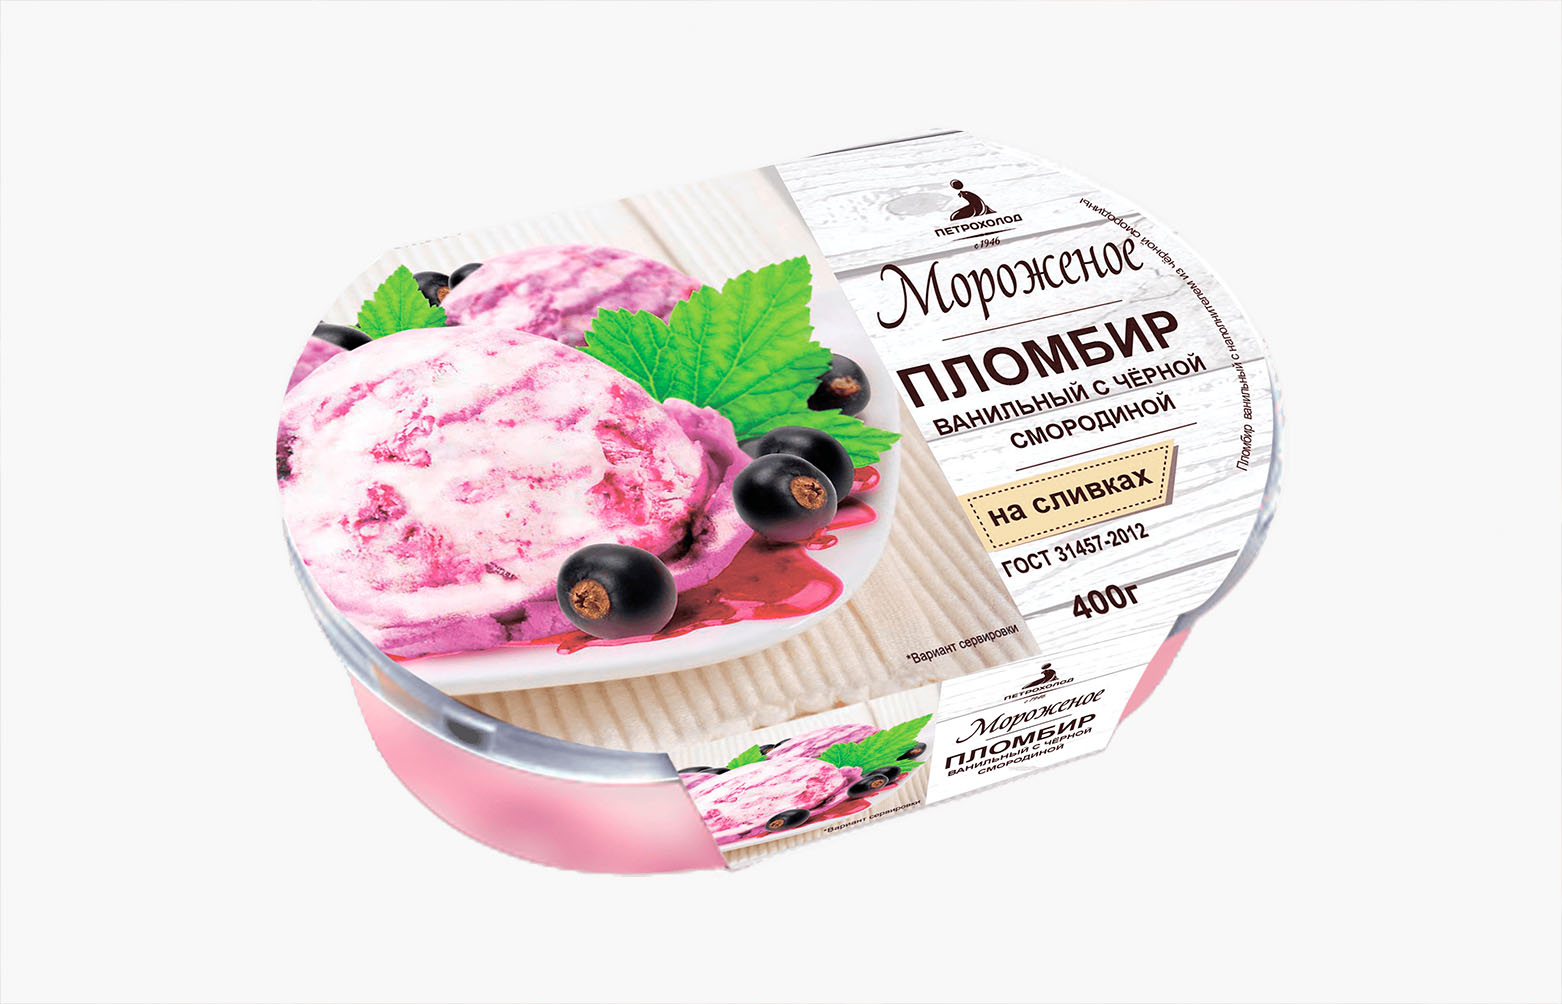 ПЕТРОХОЛОД
с 1946
Мороженое
ПЛОМБИР
ВАНИЛЬНЫЙ С ЧЁРНОЙ
СМОРОДИНОЙ
на сливках
ГОСТ 31457-2012
400г
*Вариант сервировки
Пломбир ванильный с наполнителем из чёрной смородины
ПЕТРОХОЛОД
с 1946
Мороженое
ПЛОМБИР
ВАНИЛЬНЫЙ С ЧЁРНОЙ
СМОРОДИНОЙ
*Вариант сервировки